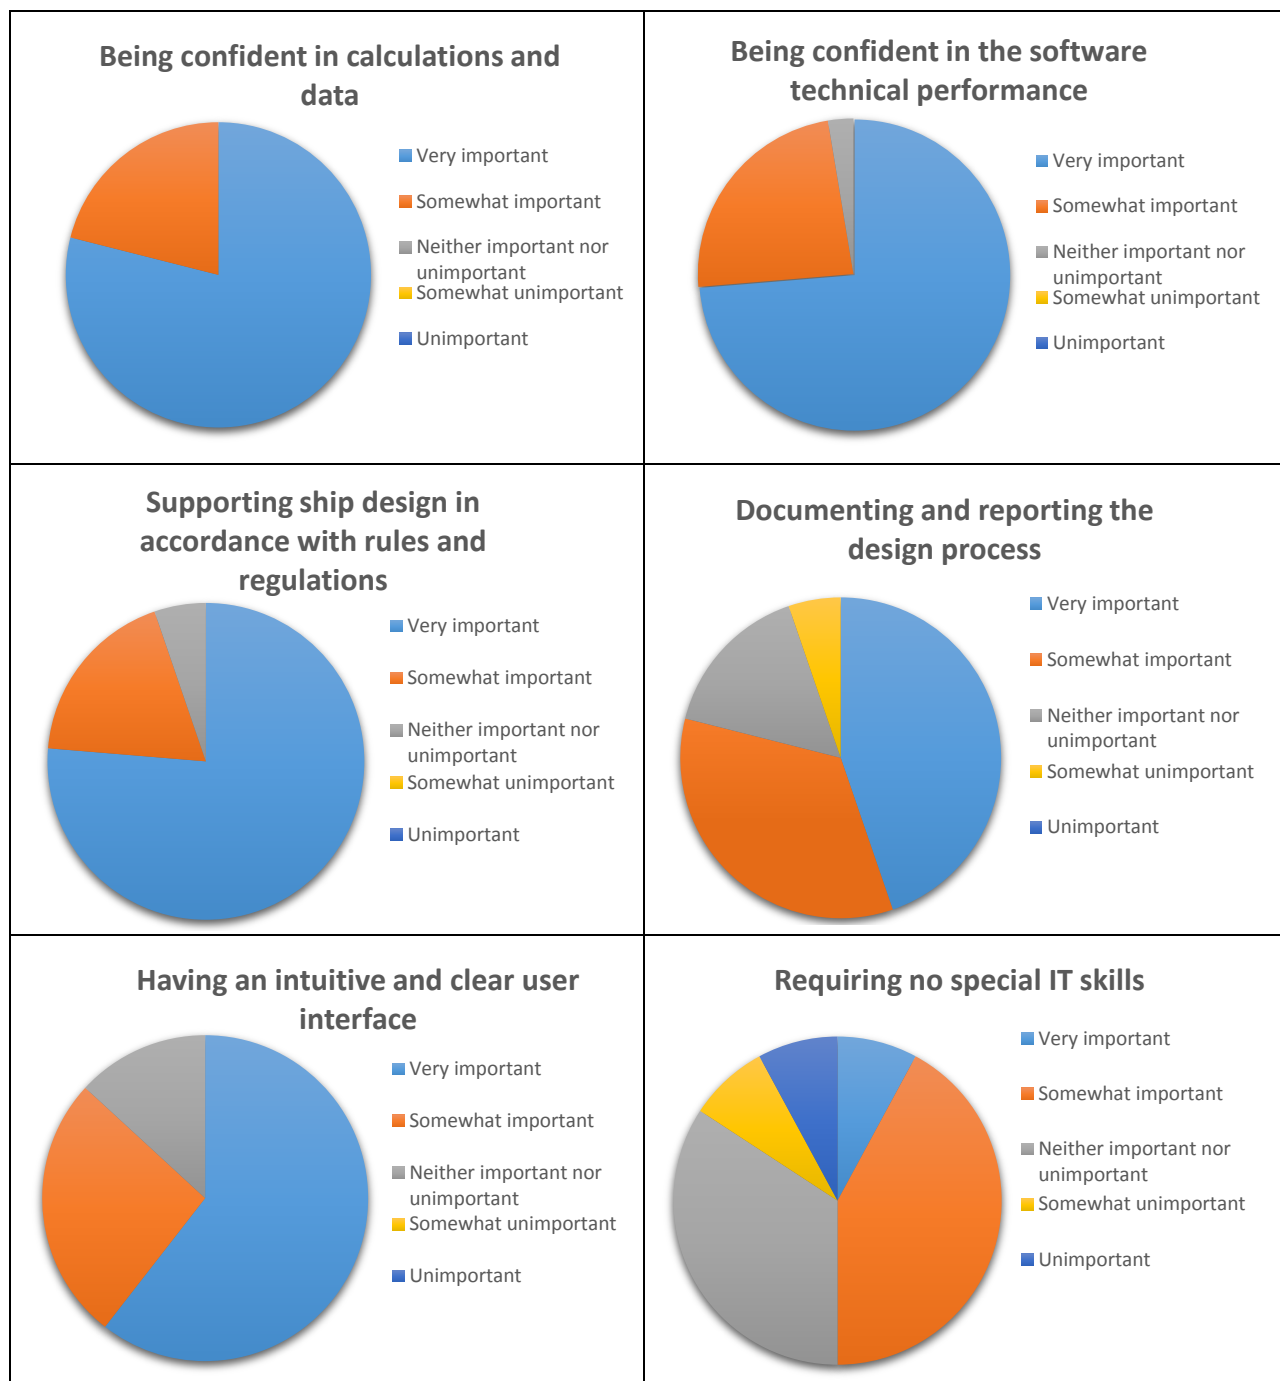 Being confident in calculations and
data
Very important
Somewhat important
Neither important nor
unimportant
Somewhat unimportant
Unimportant
Being confident in the software
technical performance
Very important
Somewhat important
Neither important nor
unimportant
Somewhat unimportant
Unimportant
Supporting ship design in
accordance with rules and
regulations
Very important
Somewhat important
Neither important nor
unimportant
Somewhat unimportant
Unimportant
Documenting and reporting the
design process
Very important
Somewhat important
Neither important nor
unimportant
Somewhat unimportant
Unimportant
Having an intuitive and clear user
interface
Very important
Somewhat important
Neither important nor
unimportant
Somewhat unimportant
Unimportant
Requiring no special IT skills
Very important
Somewhat important
Neither important nor
unimportant
Somewhat unimportant
Unimportant